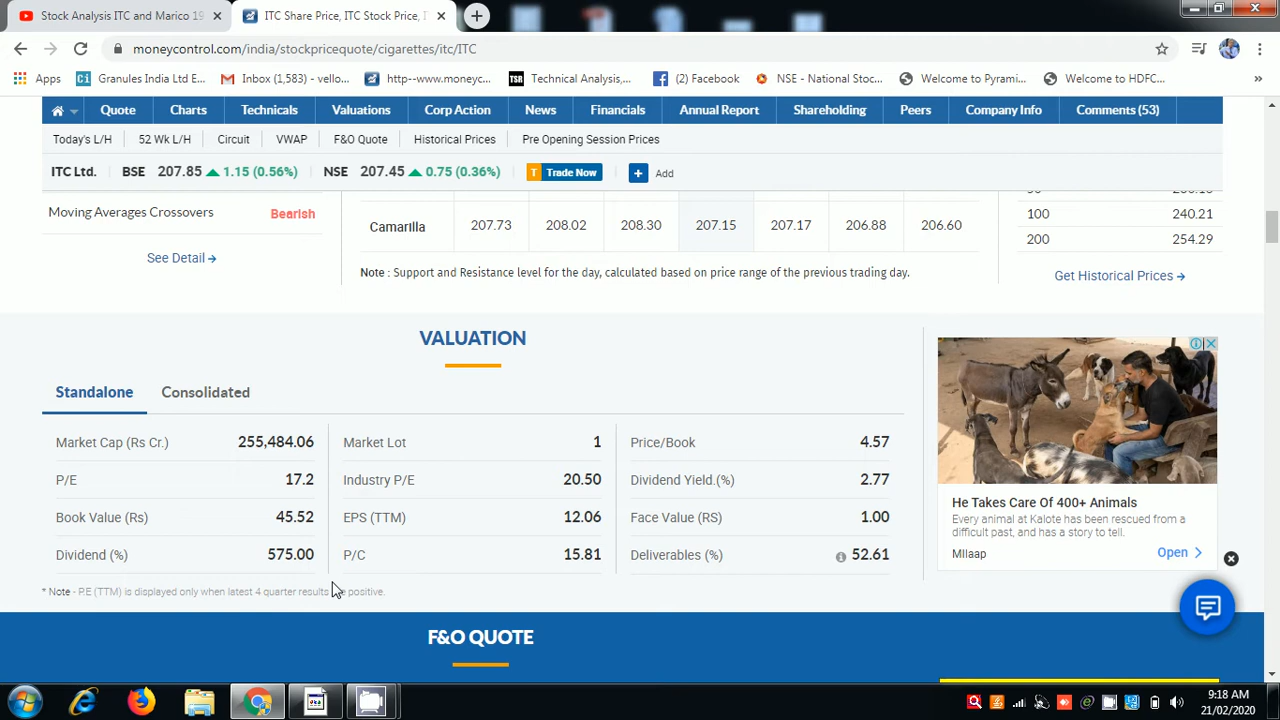 Stock Analysis ITC and Marico 19
ITC Share Price, ITC Stock Price, I
moneycontrol.com/india/stockpricequote/cigarettes/itc/ITC
Apps
Ci Granules India Ltd E...
Inbox (1,583) - vello...
http--www.moneyc...
TSR Technical Analysis,...
(2) Facebook
NSE - National Stoc...
Welcome to Pyrami...
Welcome to HDFC...
»
Quote Charts Technicals Valuations Corp Action News Financials Annual Report Shareholding Peers Company Info Comments (53)
Today's L/H 52 Wk L/H Circuit VWAP F&O Quote Historical Prices Pre Opening Session Prices
ITC Ltd. BSE 207.85 1.15 (0.56%) NSE 207.45 0.75 (0.36%) T Trade Now + Add
Moving Averages Crossovers Bearish
See Detail →
Camarilla 207.73 208.02 208.30 207.15 207.17 206.88 206.60
Note : Support and Resistance level for the day, calculated based on price range of the previous trading day.
100 240.21
200 254.29
Get Historical Prices →
VALUATION
Standalone Consolidated
Market Cap (Rs Cr.) 255,484.06 Market Lot 1 Price/Book 4.57
P/E 17.2 Industry P/E 20.50 Dividend Yield.(%) 2.77
Book Value (Rs) 45.52 EPS (TTM) 12.06 Face Value (RS) 1.00
Dividend (%) 575.00 P/C 15.81 Deliverables (%) 52.61
* Note - P.E (TTM) is displayed only when latest 4 quarter results positive.
He Takes Care Of 400+ Animals
Every animal at Kalote has been rescued from a
difficult past, and has a story to tell.
Milaap
Open
F&O QUOTE
9:18 AM
21/02/2020